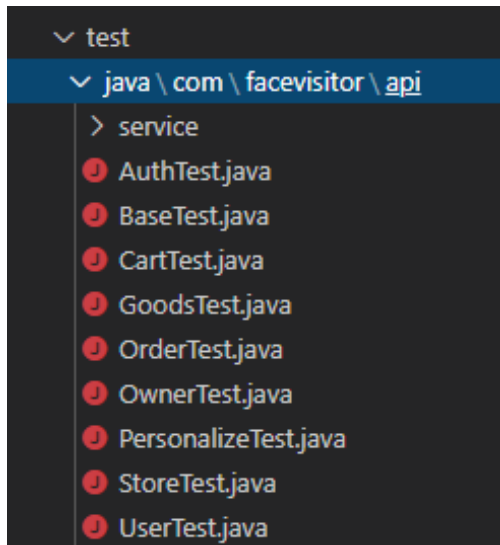 test
java \ com \ facevisitor \ api
service
J AuthTest.java
J BaseTest.java
J CartTest.java
J GoodsTest.java
J OrderTest.java
J OwnerTest.java
J PersonalizeTest.java
J StoreTest.java
J UserTest.java